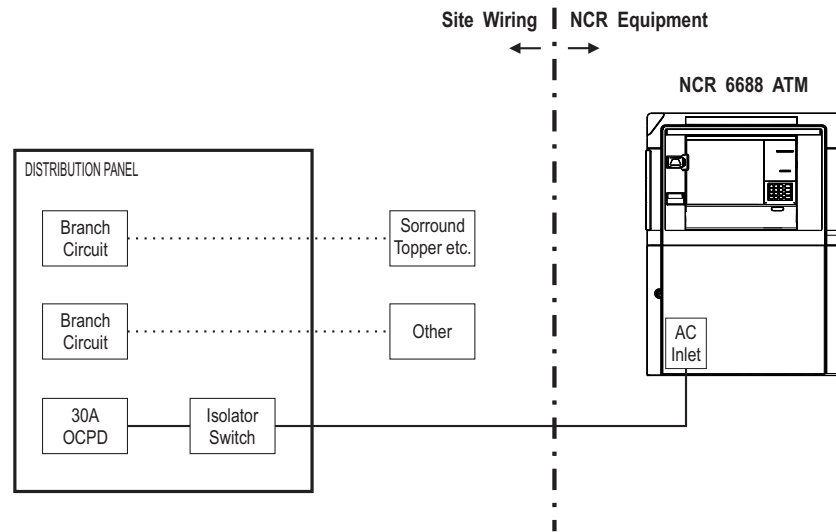 Site Wiring
NCR Equipment
NCR 6688 ATM
DISTRIBUTION PANEL
Branch
Circuit
Sorround
Topper etc.
Branch
Circuit
Other
AC
Inlet
30A
OCPD
Isolator
Switch